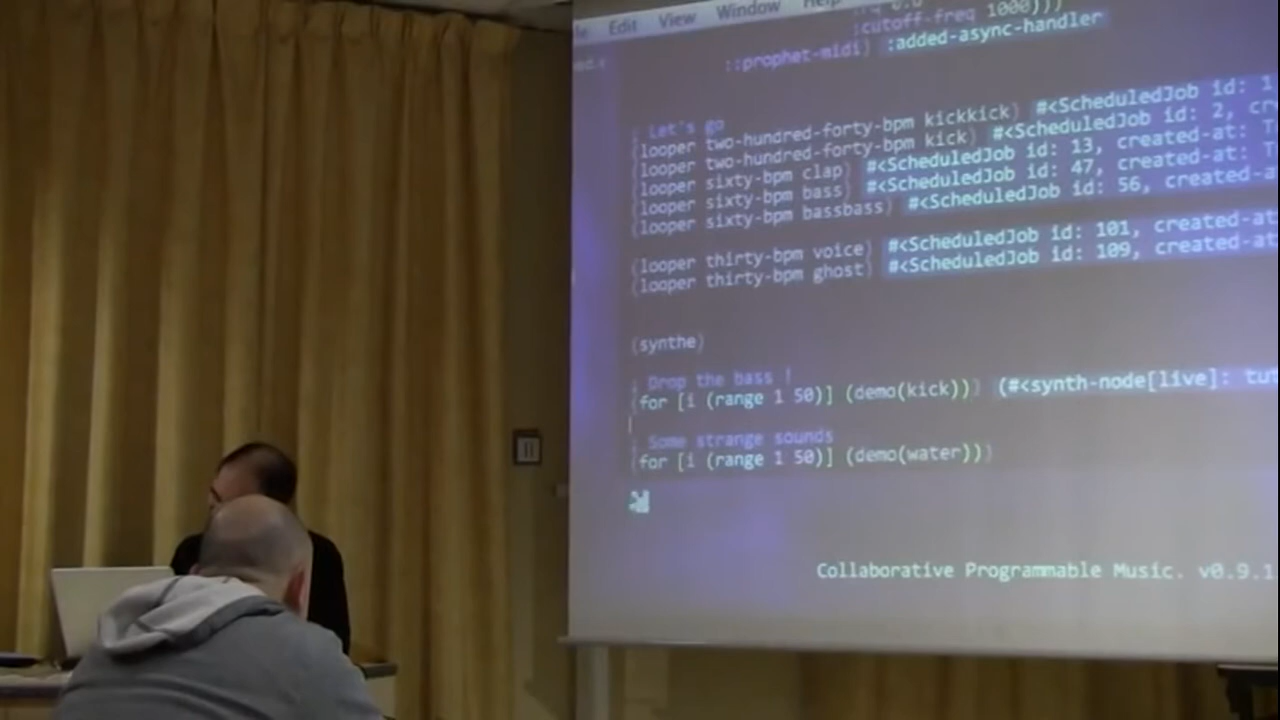 Edit View Window Help
:cutoff-freq 1000)))
::prophet-midi) :added-async-handler
; Let's go
(looper two-hundred-forty-bpm kickkick) #<ScheduledJob id: 1
(looper two-hundred-forty-bpm kick) #<ScheduledJob id: 2, cr
(looper sixty-bpm clap) #<ScheduledJob id: 13, created-at: T
(looper sixty-bpm bass) #<ScheduledJob id: 47, created-at: T
(looper sixty-bpm bassbass) #<ScheduledJob id: 56, created-a
(looper thirty-bpm voice) #<ScheduledJob id: 101, created-at
(looper thirty-bpm ghost) #<ScheduledJob id: 109, created-at
(synthe)
; Drop the bass !
(for [i (range 1 50)] (demo(kick))) (#<synth-node[live]: tut
; Some strange sounds
(for [i (range 1 50)] (demo(water)))
Collaborative Programmable Music. v0.9.1